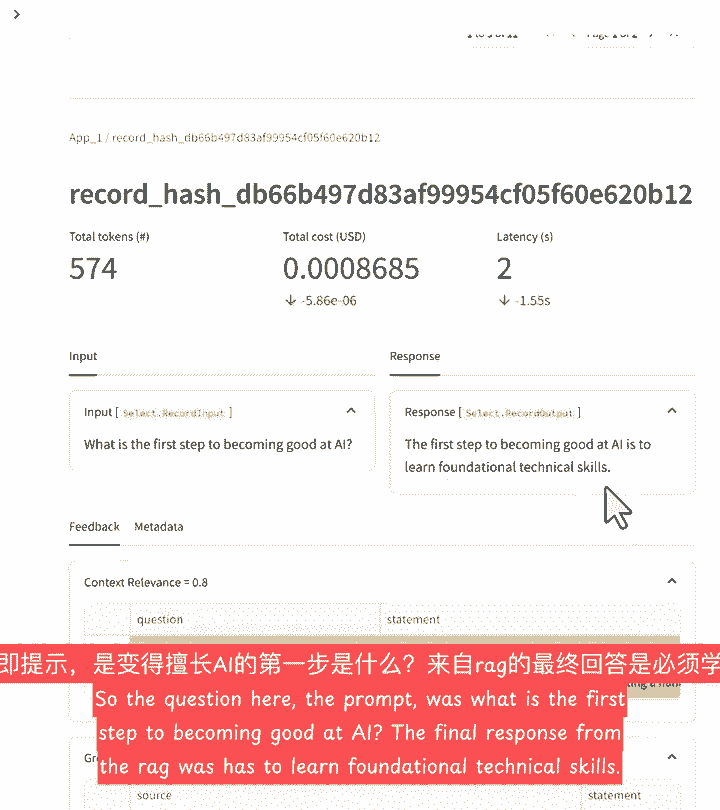 App_1 / record_hash_db66b497d83af99954cf05f60e620b12
record_hash_db66b497d83af99954cf05f60e620b12
Total tokens (#)
Total cost (USD)
Latency (s)
574
0.0008685
2
-5.86e-06
-1.55s
Input
Response
Input [ Select.RecordInput ]
Response [ Select.RecordOutput ]
What is the first step to becoming good at AI?
The first step to becoming good at AI is to
learn foundational technical skills.
Feedback
Metadata
Context Relevance = 0.8
question
statement
即提示，是变得擅长AI的第一步是什么？来自rag的最终回答是必须学
So the question here, the prompt, was what is the first
step to becoming good at AI? The final response from
the rag was has to learn foundational technical skills.
source
statement